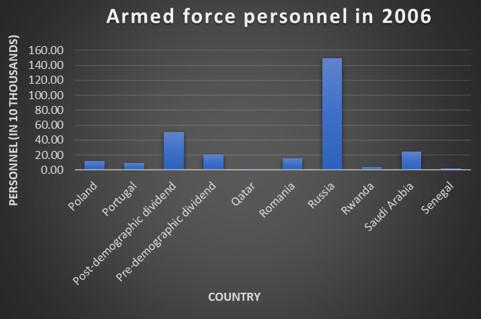 Armed force personnel in 2006
PERSONNEL (IN 10 THOUSANDS)
160.00
140.00
120.00
100.00
80.00
60.00
40.00
20.00
0.00
Poland
Portugal
Post-demographic dividend
Pre-demographic dividend
Qatar
Romania
Russia
Rwanda
Saudi Arabia
Senegal
COUNTRY